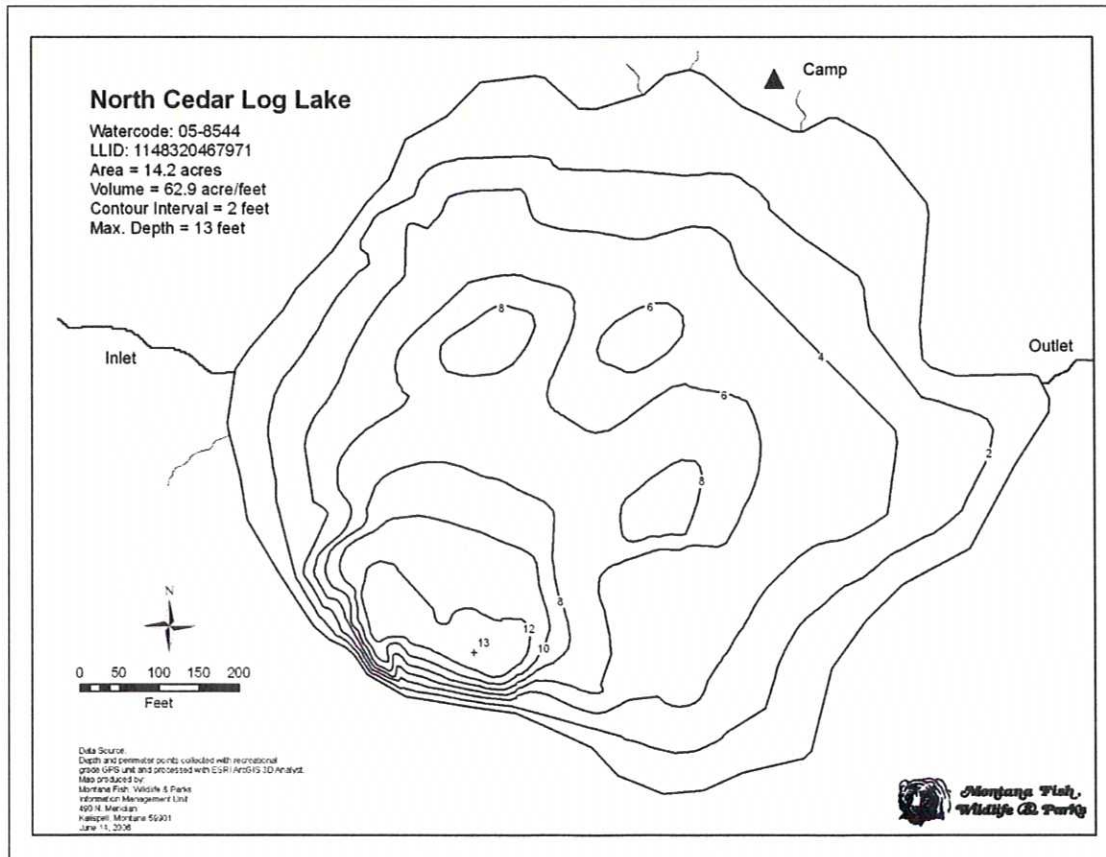 North Cedar Log Lake
Watercode: 05-8544
LLID: 1148320467971
Area = 14.2 acres
Volume = 62.9 acre/feet
Contour Interval = 2 feet
Max. Depth = 13 feet
Camp
Inlet
Outlet
8
6
4
6
2
8
8
12
13
10
N
0 50 100 150 200
Feet
Data Source:
Depth and perimeter points collected with recreational
grade GPS unit and processed with ESRI ArcGIS 3D Analyst.
Map produced by:
Montana Fish, Wildlife & Parks
Information Management Unit
490 N. Meridian
Kalispell, Montana 59901
June 14, 2006
Montana Fish,
Wildlife & Parks